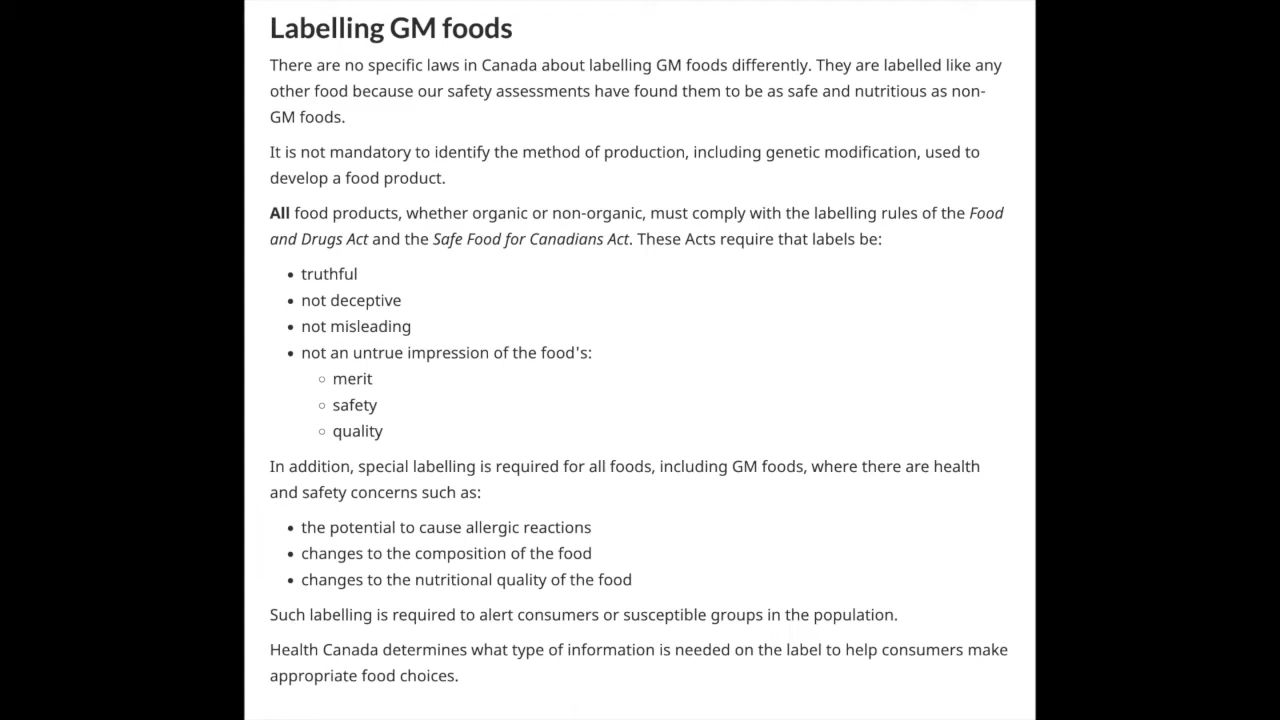 Labelling GM foods
There are no specific laws in Canada about labelling GM foods differently. They are labelled like any
other food because our safety assessments have found them to be as safe and nutritious as non-
GM foods.
It is not mandatory to identify the method of production, including genetic modification, used to
develop a food product.
All food products, whether organic or non-organic, must comply with the labelling rules of the Food
and Drugs Act and the Safe Food for Canadians Act. These Acts require that labels be:
• truthful
• not deceptive
• not misleading
• not an untrue impression of the food's:
○ merit
○ safety
○ quality
In addition, special labelling is required for all foods, including GM foods, where there are health
and safety concerns such as:
• the potential to cause allergic reactions
• changes to the composition of the food
• changes to the nutritional quality of the food
Such labelling is required to alert consumers or susceptible groups in the population.
Health Canada determines what type of information is needed on the label to help consumers make
appropriate food choices.